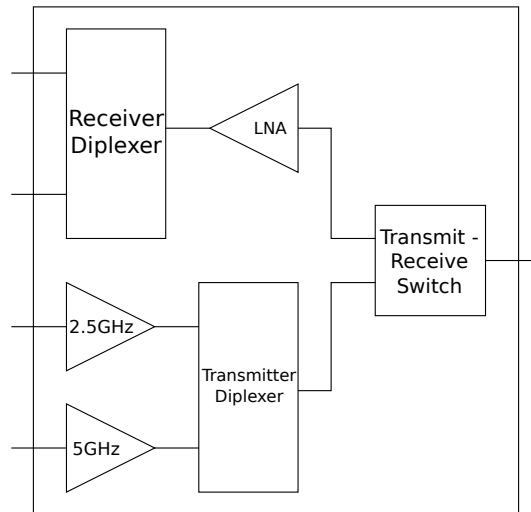 Receiver
Diplexer
LNA
Transmit -
Receive
Switch
2.5GHz
Transmitter
Diplexer
5GHz